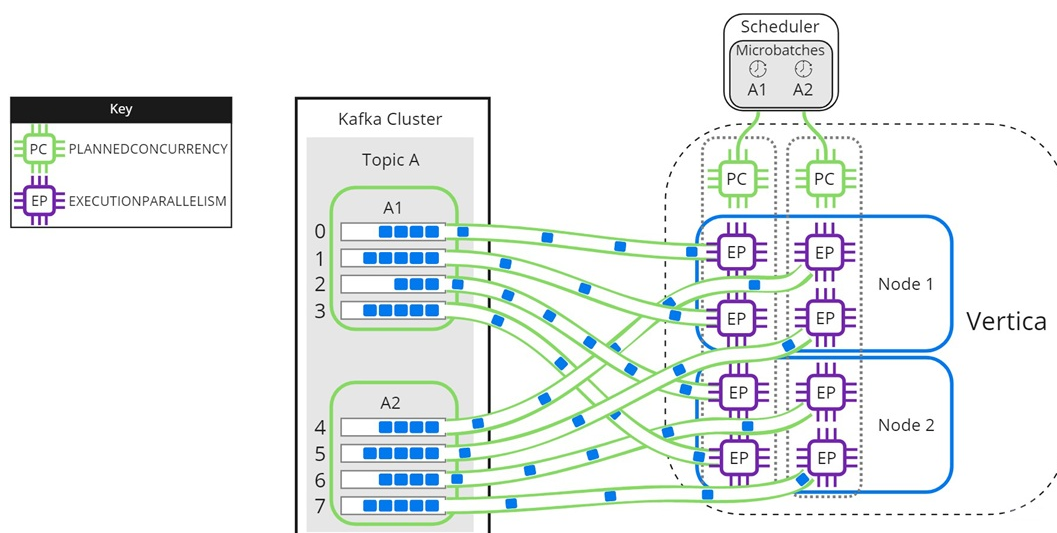 Key
PC PLANNEDCONCURRENCY
EP EXECUTIONPARALLELISM
Kafka Cluster
Topic A
A1
0
1
2
3
A2
4
5
6
7
Scheduler
Microbatches
A1 A2
PC PC
EP EP
Node 1
EP EP
Vertica
EP EP
Node 2
EP EP